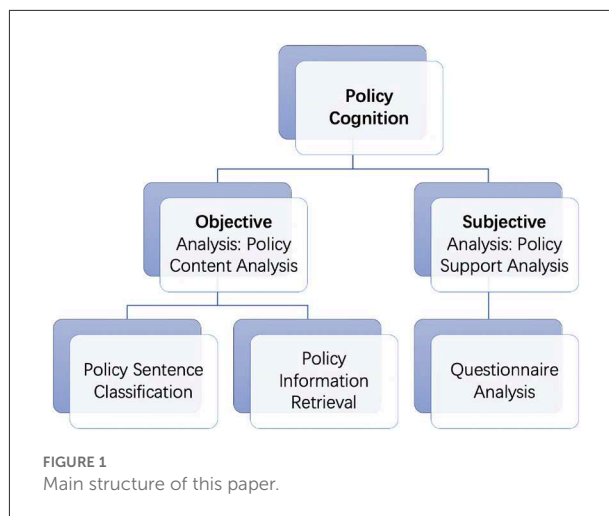 Policy
Cognition
Objective
Analysis: Policy
Content Analysis
Subjective
Analysis: Policy
Support Analysis
Policy Sentence
Classification
Policy
Information
Retrieval
Questionnaire
Analysis
FIGURE 1
Main structure of this paper.